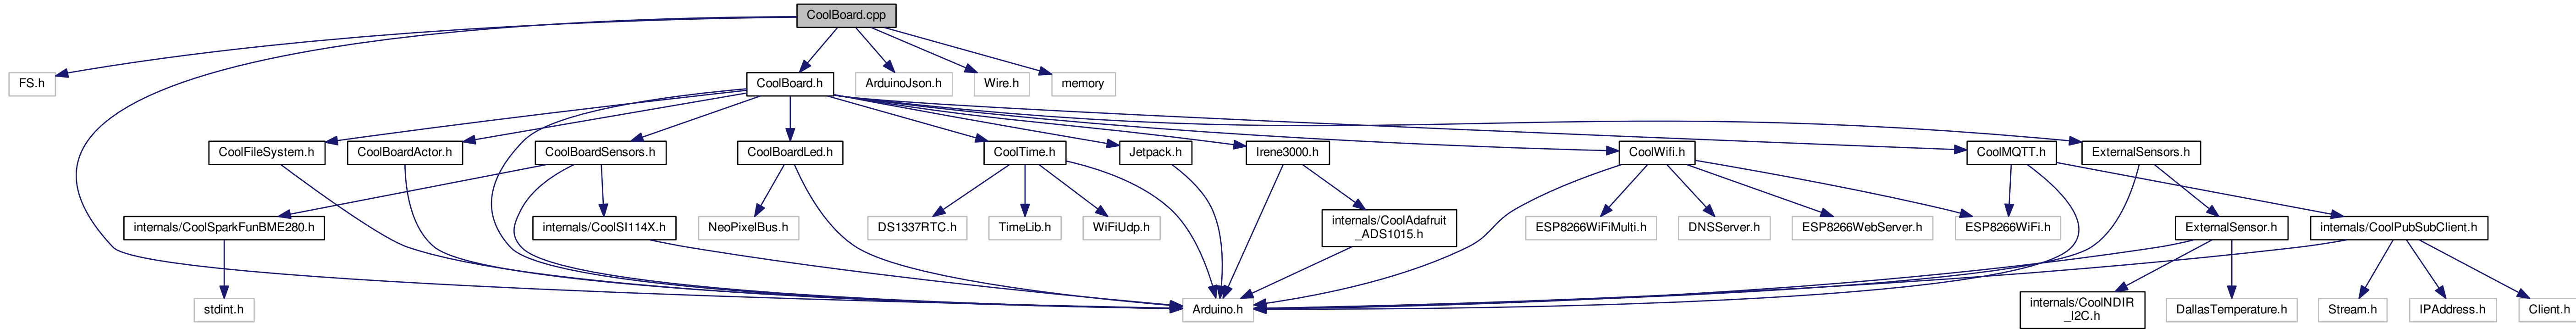 CoolBoard.cpp
FS.h
CoolBoard.h
ArduinoJson.h
Wire.h
memory
CoolFileSystem.h
CoolBoardActor.h
CoolBoardSensors.h
CoolBoardLed.h
CoolTime.h
Jetpack.h
Irene3000.h
CoolWifi.h
CoolMQTT.h
ExternalSensors.h
internals/CoolSparkFunBME280.h
internals/CoolSI114X.h
NeoPixelBus.h
DS1337RTC.h
TimeLib.h
WiFiUdp.h
internals/CoolAdafruit
_ADS1015.h
ESP8266WiFiMulti.h
DNSServer.h
ESP8266WebServer.h
ESP8266WiFi.h
ExternalSensor.h
internals/CoolPubSubClient.h
stdint.h
Arduino.h
internals/CoolNDIR
_I2C.h
DallasTemperature.h
Stream.h
IPAddress.h
Client.h